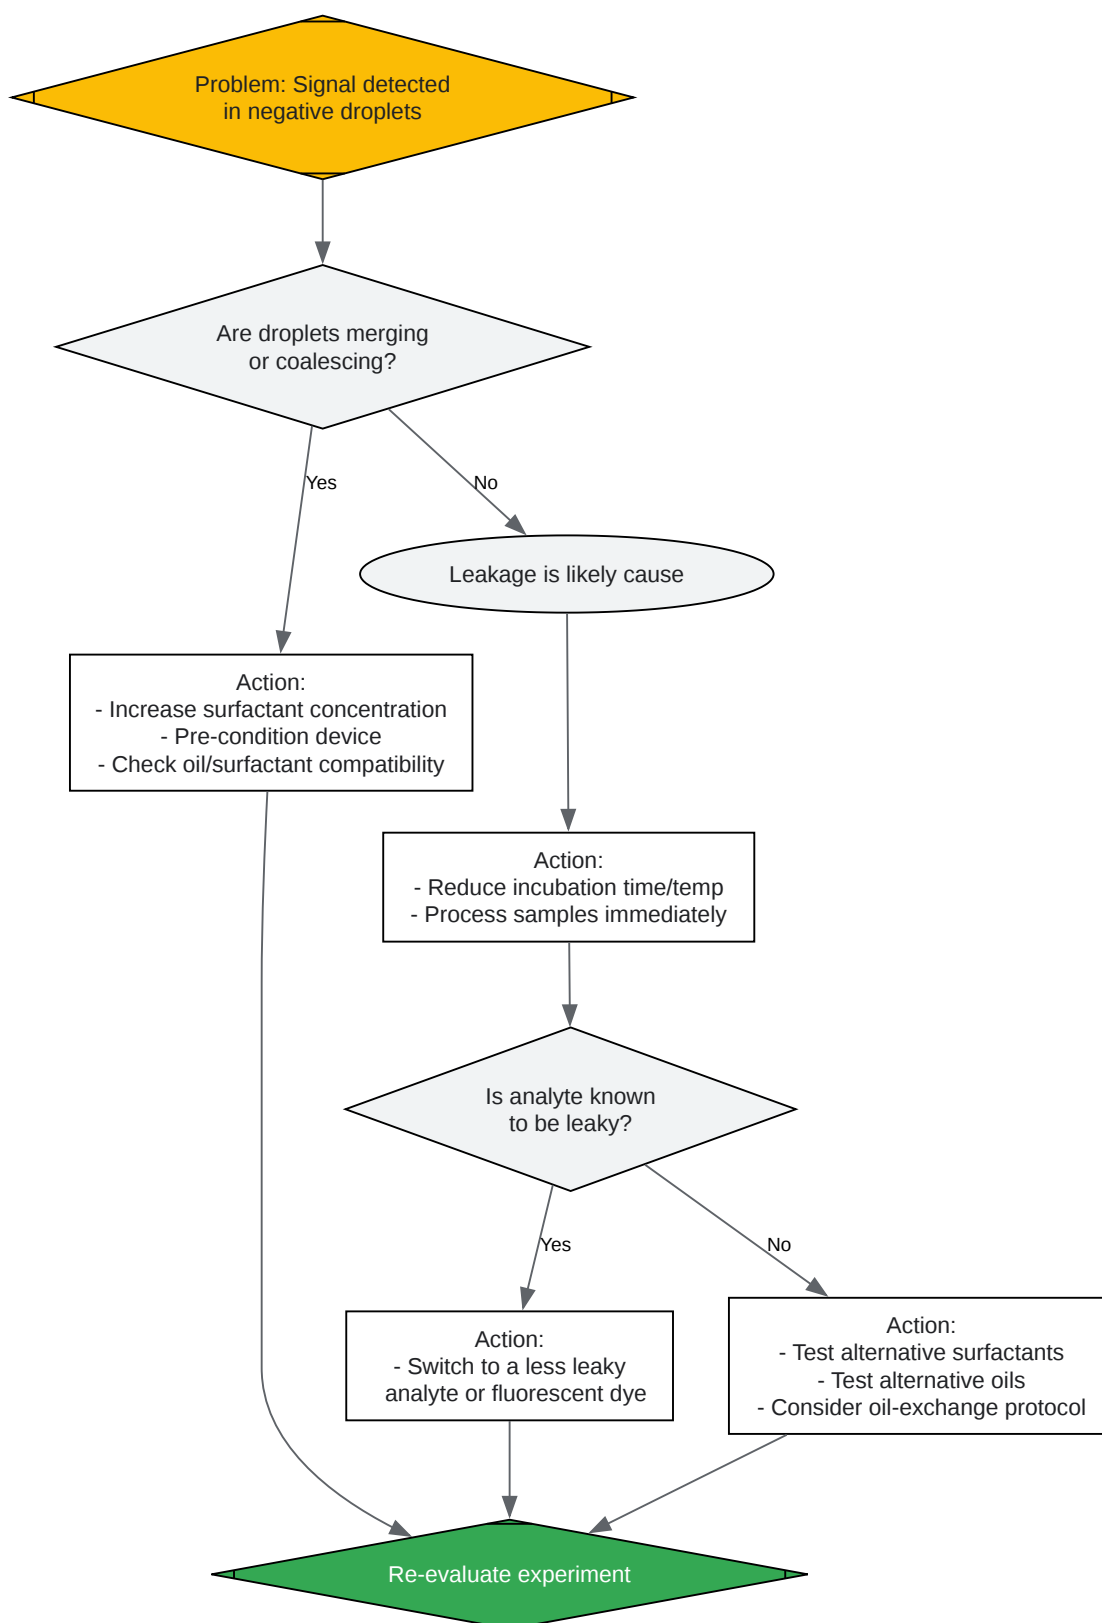 Problem: Signal detected
in negative droplets
Are droplets merging
or coalescing?
Yes
No
Leakage is likely cause
Action:
- Increase surfactant concentration
- Pre-condition device
- Check oil/surfactant compatibility
Action:
- Reduce incubation time/temp
- Process samples immediately
Is analyte known
to be leaky?
Yes
No
Action:
- Switch to a less leaky
analyte or fluorescent dye
Action:
- Test alternative surfactants
- Test alternative oils
- Consider oil-exchange protocol
Re-evaluate experiment